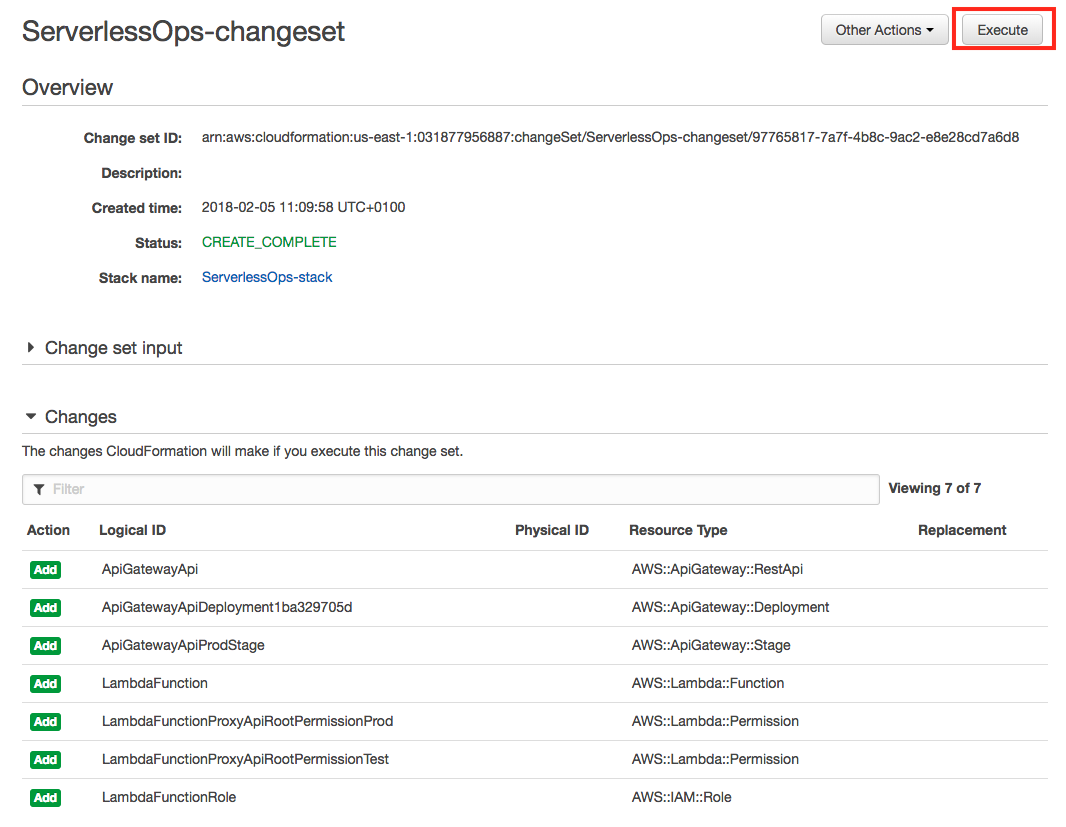 ServerlessOps-changeset
Other Actions
Execute
Overview
Change set ID: arn:aws:cloudformation:us-east-1:031877956887:changeSet/ServerlessOps-changeset/97765817-7a7f-4b8c-9ac2-e8e28cd7a6d8
Description:
Created time: 2018-02-05 11:09:58 UTC+0100
Status: CREATE_COMPLETE
Stack name: ServerlessOps-stack
Change set input
Changes
The changes CloudFormation will make if you execute this change set.
Filter
Viewing 7 of 7
Action Logical ID Physical ID Resource Type Replacement
Add ApiGatewayApi AWS::ApiGateway::RestApi
Add ApiGatewayApiDeployment1ba329705d AWS::ApiGateway::Deployment
Add ApiGatewayApiProdStage AWS::ApiGateway::Stage
Add LambdaFunction AWS::Lambda::Function
Add LambdaFunctionProxyApiRootPermissionProd AWS::Lambda::Permission
Add LambdaFunctionProxyApiRootPermissionTest AWS::Lambda::Permission
Add LambdaFunctionRole AWS::IAM::Role